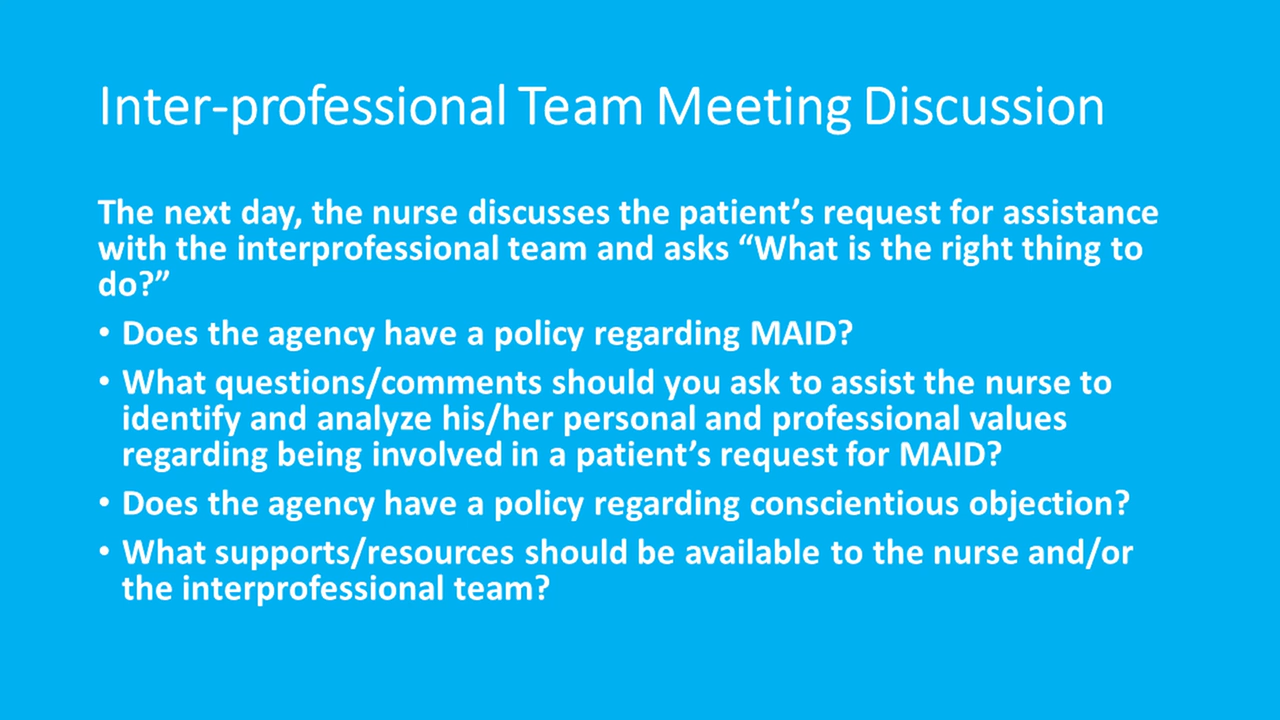 Inter-professional Team Meeting Discussion
The next day, the nurse discusses the patient’s request for assistance
with the interprofessional team and asks “What is the right thing to
do?”
• Does the agency have a policy regarding MAID?
• What questions/comments should you ask to assist the nurse to
identify and analyze his/her personal and professional values
regarding being involved in a patient’s request for MAID?
• Does the agency have a policy regarding conscientious objection?
• What supports/resources should be available to the nurse and/or
the interprofessional team?